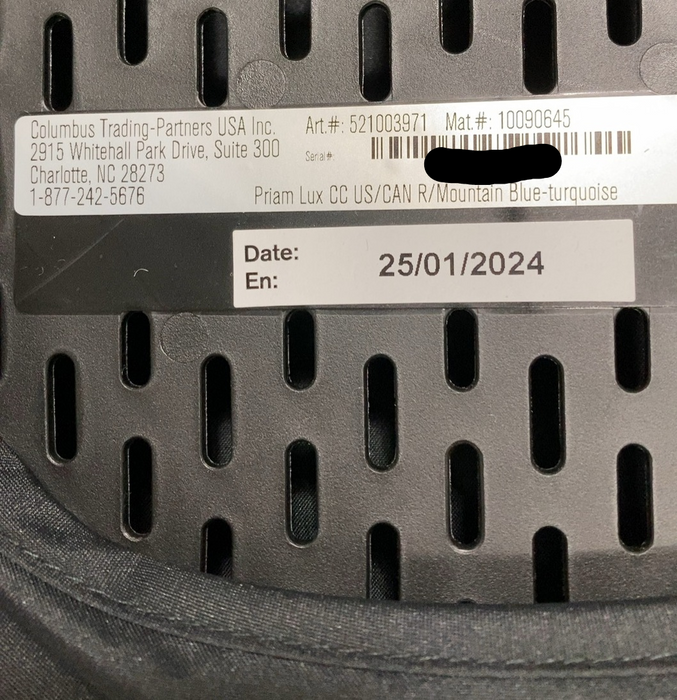 Columbus Trading-Partners USA Inc.
2915 Whitehall Park Drive, Suite 300
Charlotte, NC 28273
1-877-242-5676
Art.#: 521003971 Mat.#: 10090645
Serial#
Priam Lux CC US/CAN R/Mountain Blue-turquoise
Date: 25/01/2024
En: